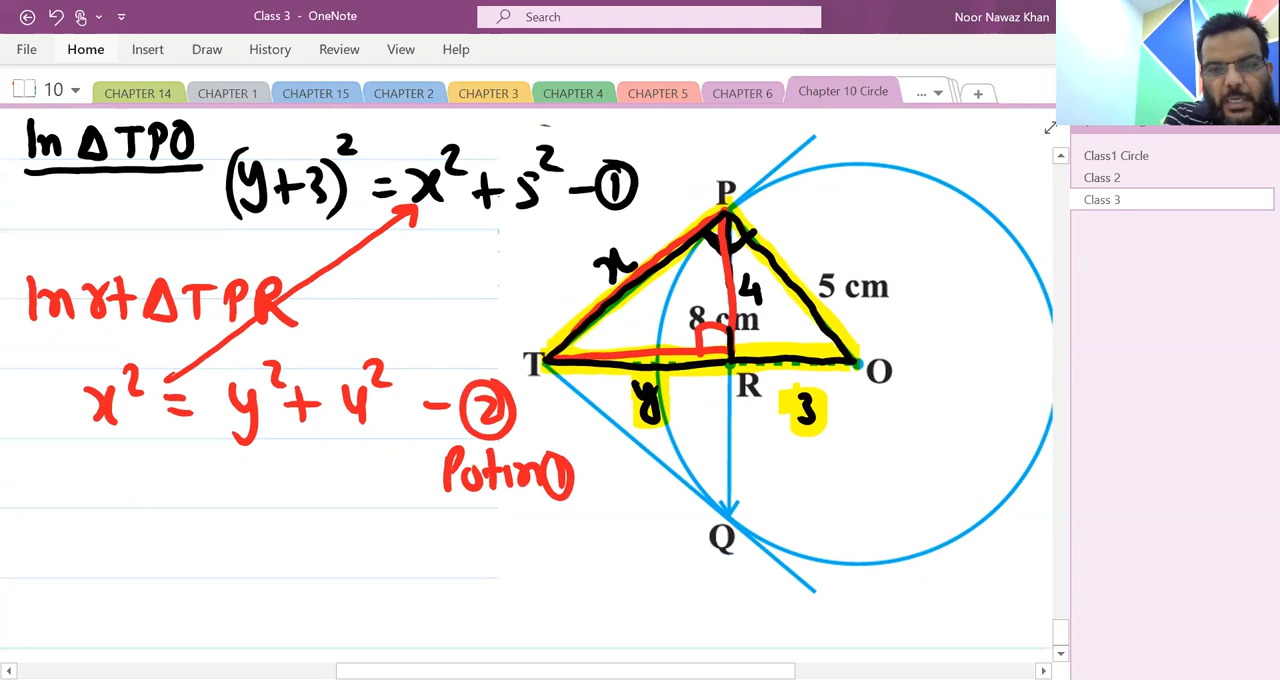 Class 3 - OneNote
Search
Noor Nawaz Khan
File Home Insert Draw History Review View Help
10
CHAPTER 14 CHAPTER 1 CHAPTER 15 CHAPTER 2 CHAPTER 3 CHAPTER 4 CHAPTER 5 CHAPTER 6 Chapter 10 Circle ... +
Class1 Circle
Class 2
Class 3
In Δ TPO
(y+3)² = x² + 5² - ①
In rt Δ TPR
x² = y² + 4² - ②
Put in ①
P
x
4
5 cm
8 cm
T
R
O
y
3
Q